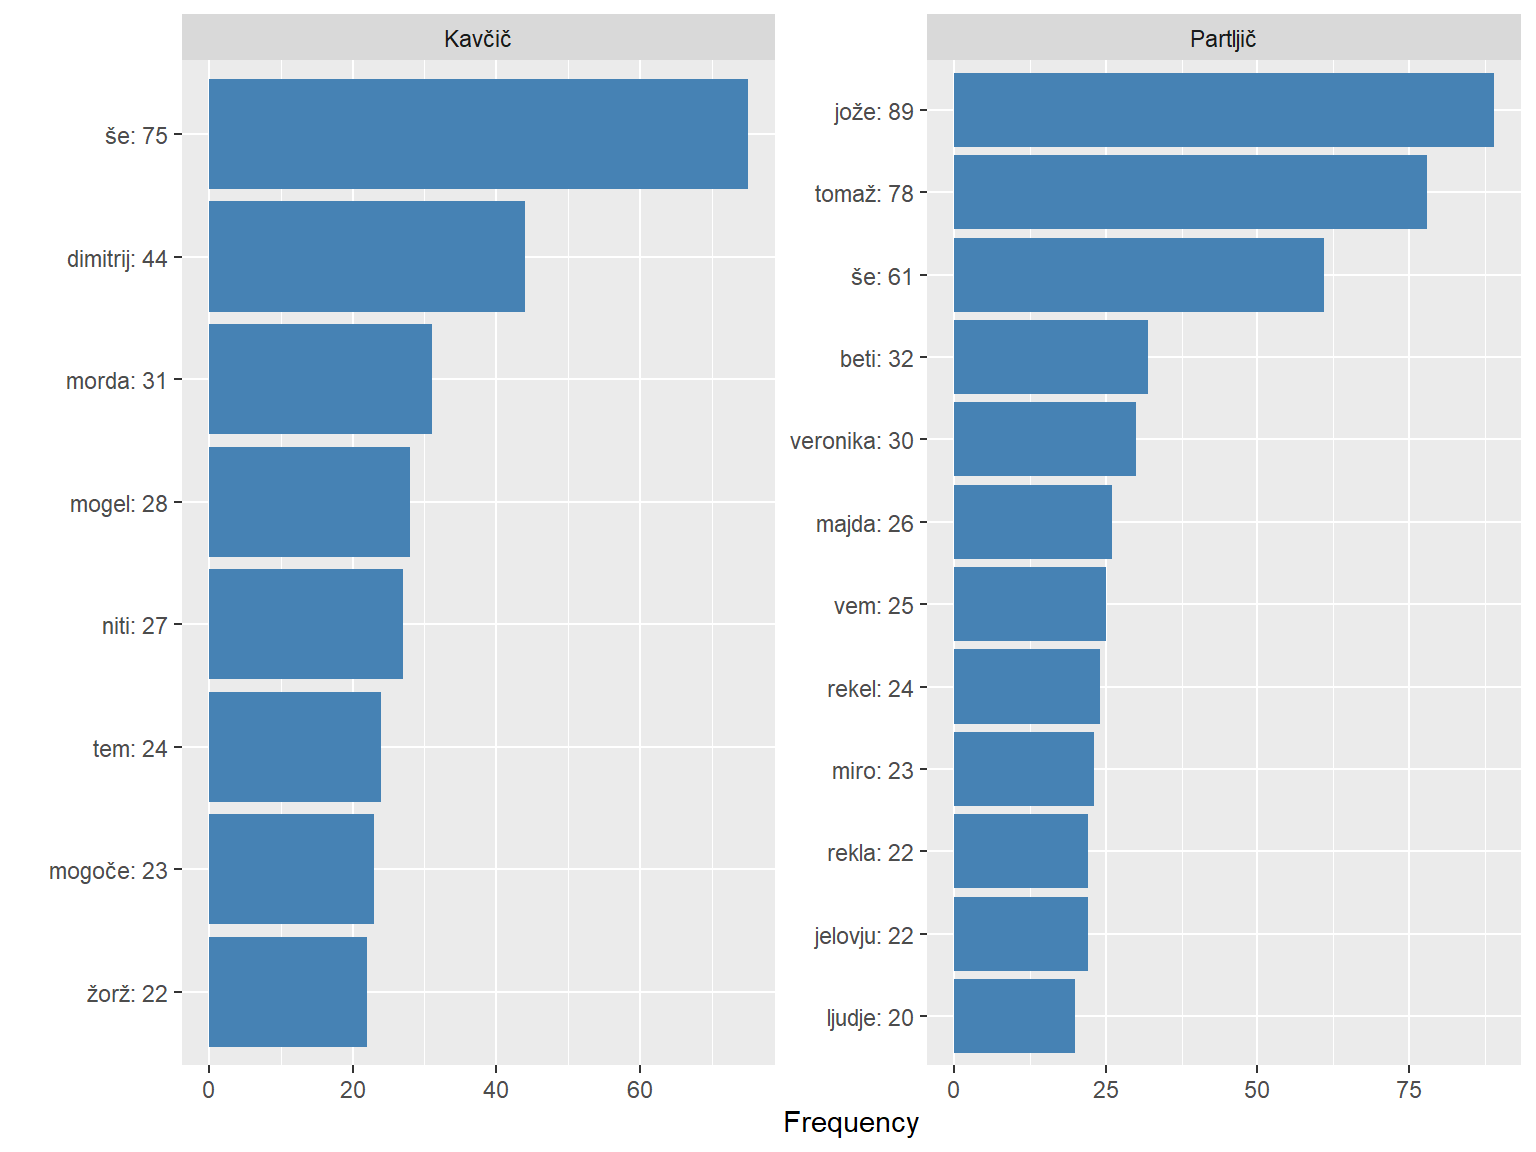 Kavčič
še: 75
dimitrij: 44
morda: 31
mogel: 28
niti: 27
tem: 24
mogoče: 23
žorž: 22
0 20 40 60
Partljič
jože: 89
tomaž: 78
še: 61
beti: 32
veronika: 30
majda: 26
vem: 25
rekel: 24
miro: 23
rekla: 22
jelovju: 22
ljudje: 20
0 25 50 75
Frequency